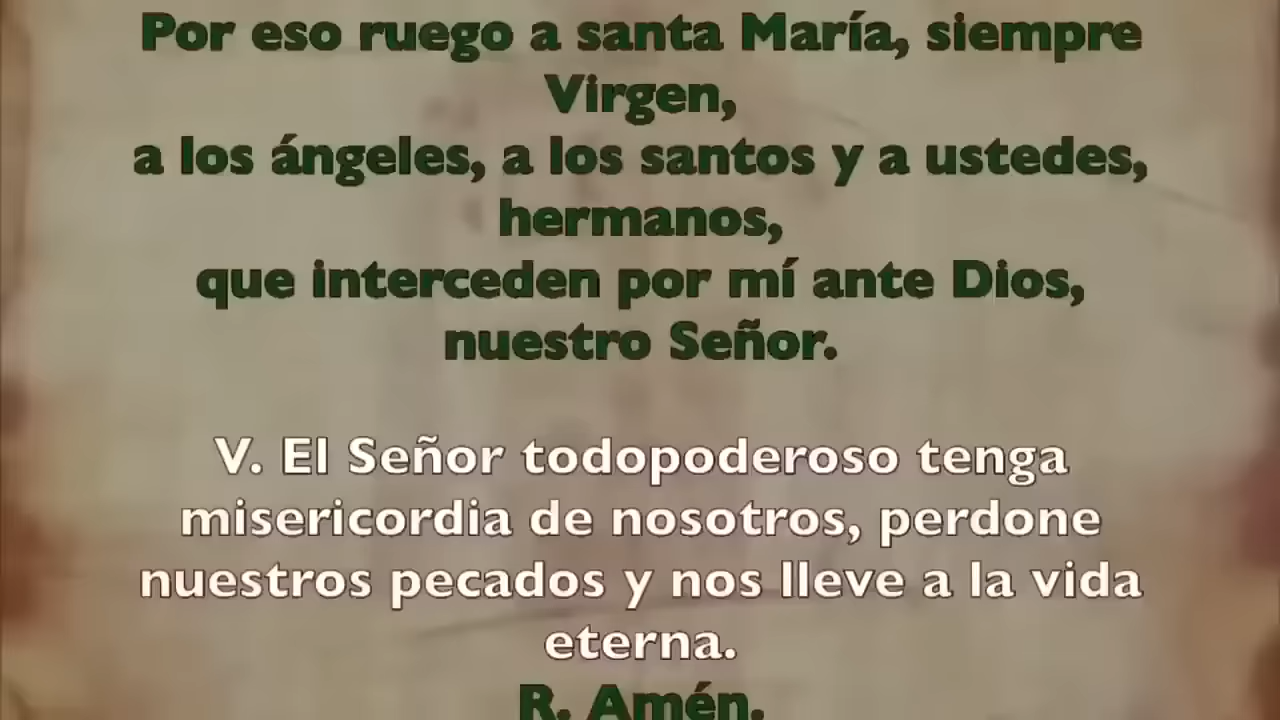 Por eso ruego a santa María, siempre
Virgen,
a los ángeles, a los santos y a ustedes,
hermanos,
que interceden por mí ante Dios,
nuestro Señor.
V. El Señor todopoderoso tenga
misericordia de nosotros, perdone
nuestros pecados y nos lleve a la vida
eterna.
R. Amén.